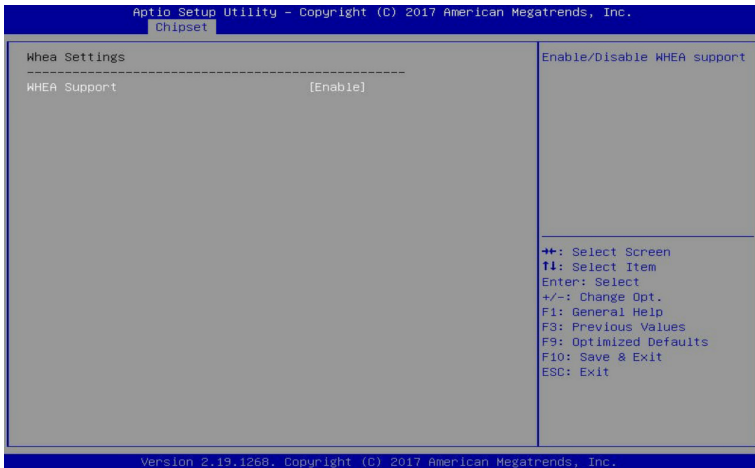 Aptio Setup Utility – Copyright (C) 2017 American Megatrends, Inc.
Chipset
Whea Settings
WHEA Support [Enable]
Enable/Disable WHEA support
→←: Select Screen
↑↓: Select Item
Enter: Select
+/-: Change Opt.
F1: General Help
F3: Previous Values
F9: Optimized Defaults
F10: Save & Exit
ESC: Exit
Version 2.19.1268. Copyright (C) 2017 American Megatrends, Inc.